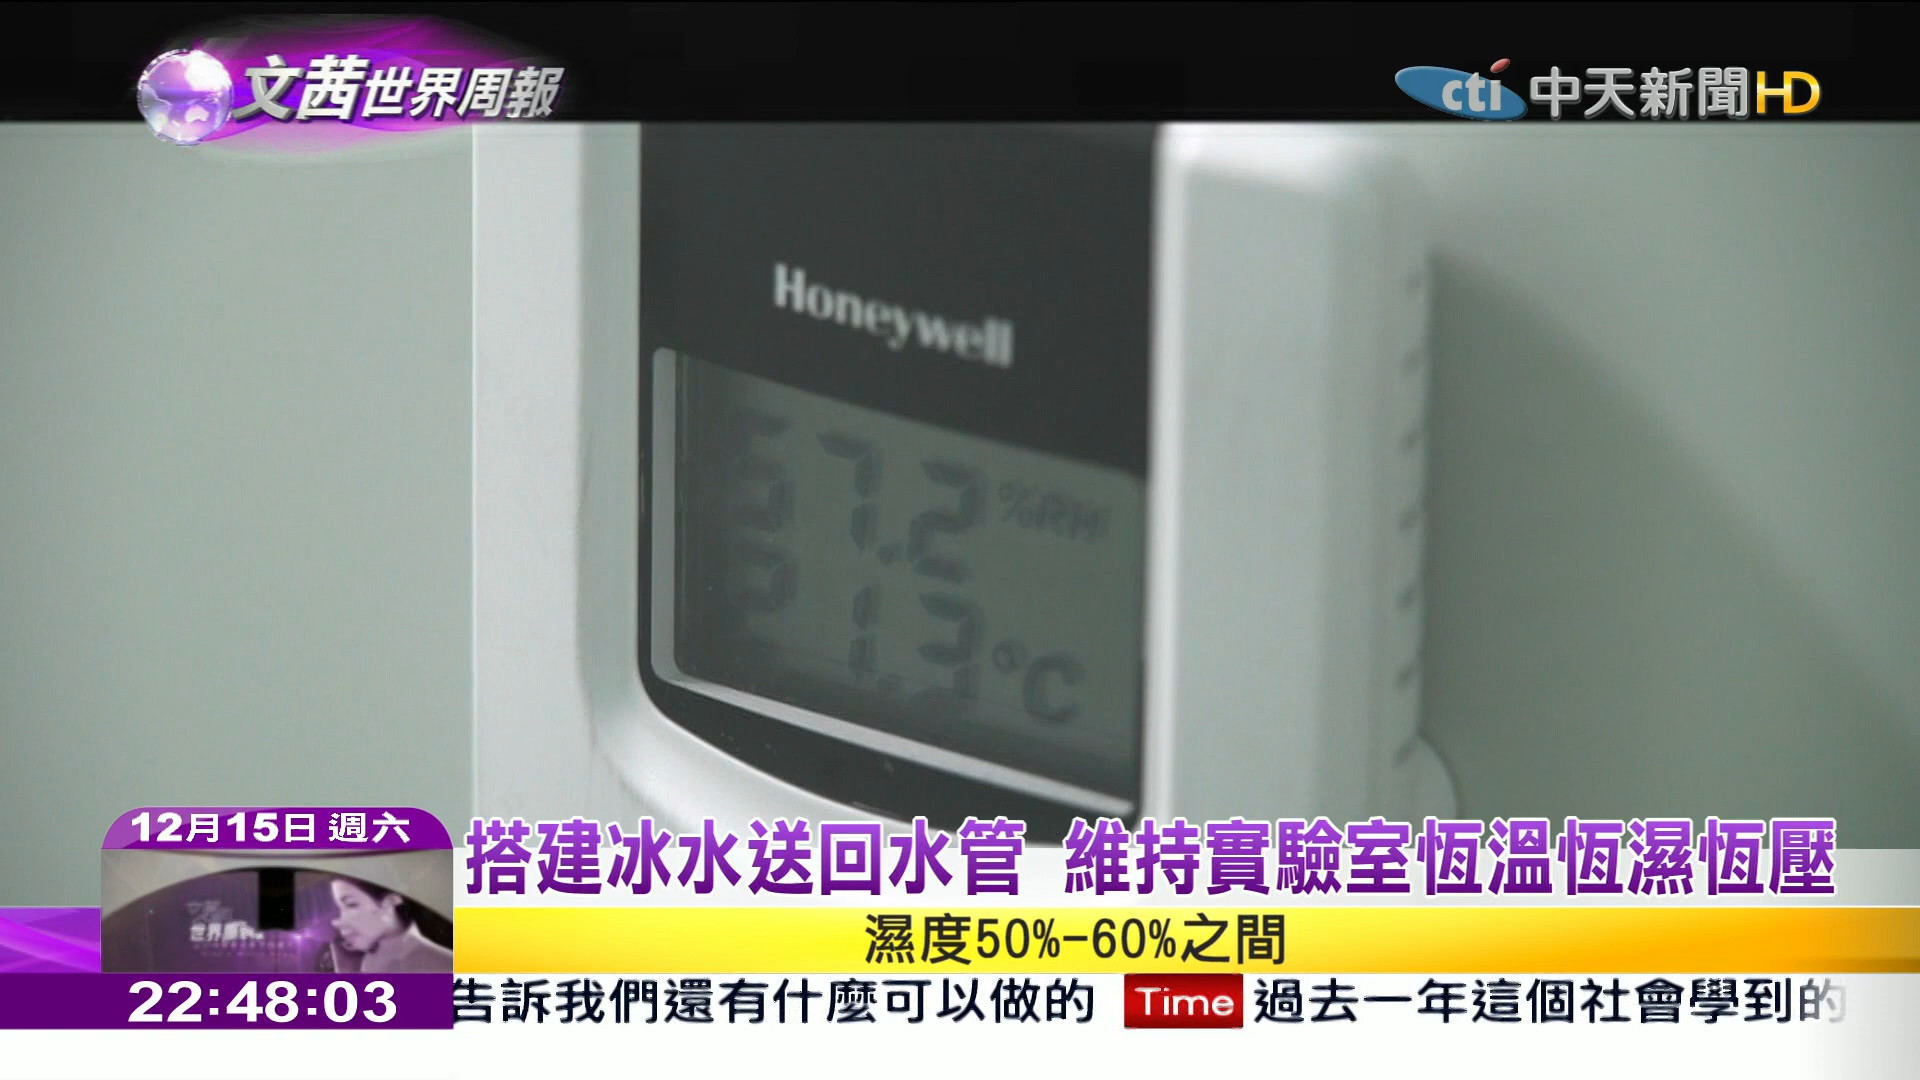 文茜世界周報
cti 中天新聞HD
Honeywell
57.2 %RH
21.2 °C
12月15日 週六
搭建冰水送回水管 維持實驗室恆溫恆濕恆壓
濕度50%-60%之間
22:48:03
告訴我們還有什麼可以做的 Time 過去一年這個社會學到的